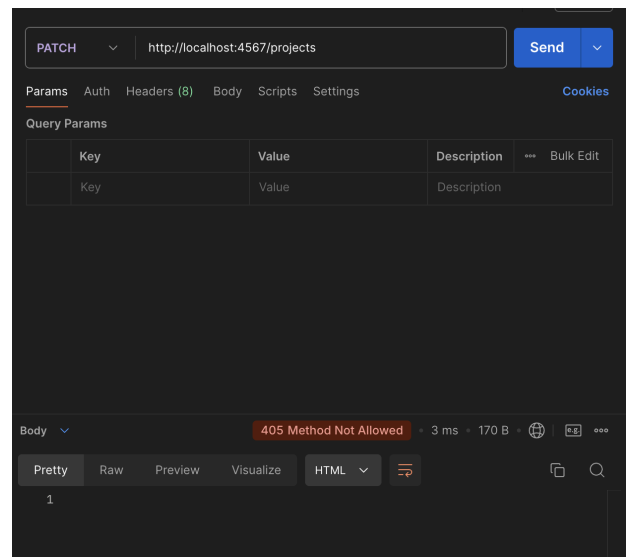 PATCH http://localhost:4567/projects Send
Params Auth Headers (8) Body Scripts Settings Cookies
Query Params
Key Value Description Bulk Edit
Key Value Description
Body 405 Method Not Allowed 3 ms 170 B e.g.
Pretty Raw Preview Visualize HTML
1